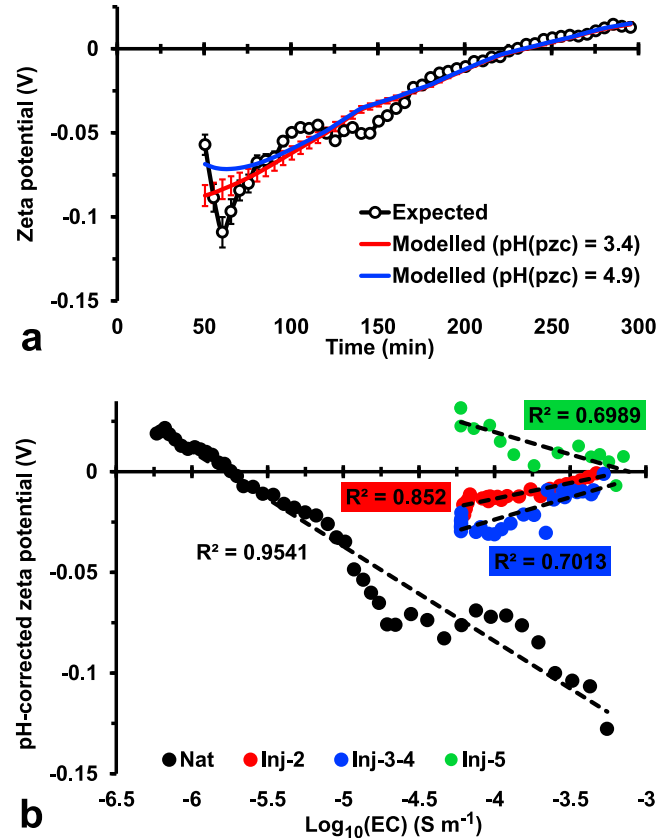 0
-0.05
-0.1
-0.15
Zeta potential (V)
Expected
Modelled (pH(pzc) = 3.4)
Modelled (pH(pzc) = 4.9)
0 50 100 150 200 250 300
Time (min)
a
0.05
0
-0.05
-0.1
-0.15
pH-corrected zeta potential (V)
R² = 0.6989
R² = 0.852
R² = 0.7013
R² = 0.9541
Nat Inj-2 Inj-3-4 Inj-5
-6.5 -6 -5.5 -5 -4.5 -4 -3.5 -3
Log10(EC) (S m-1)
b